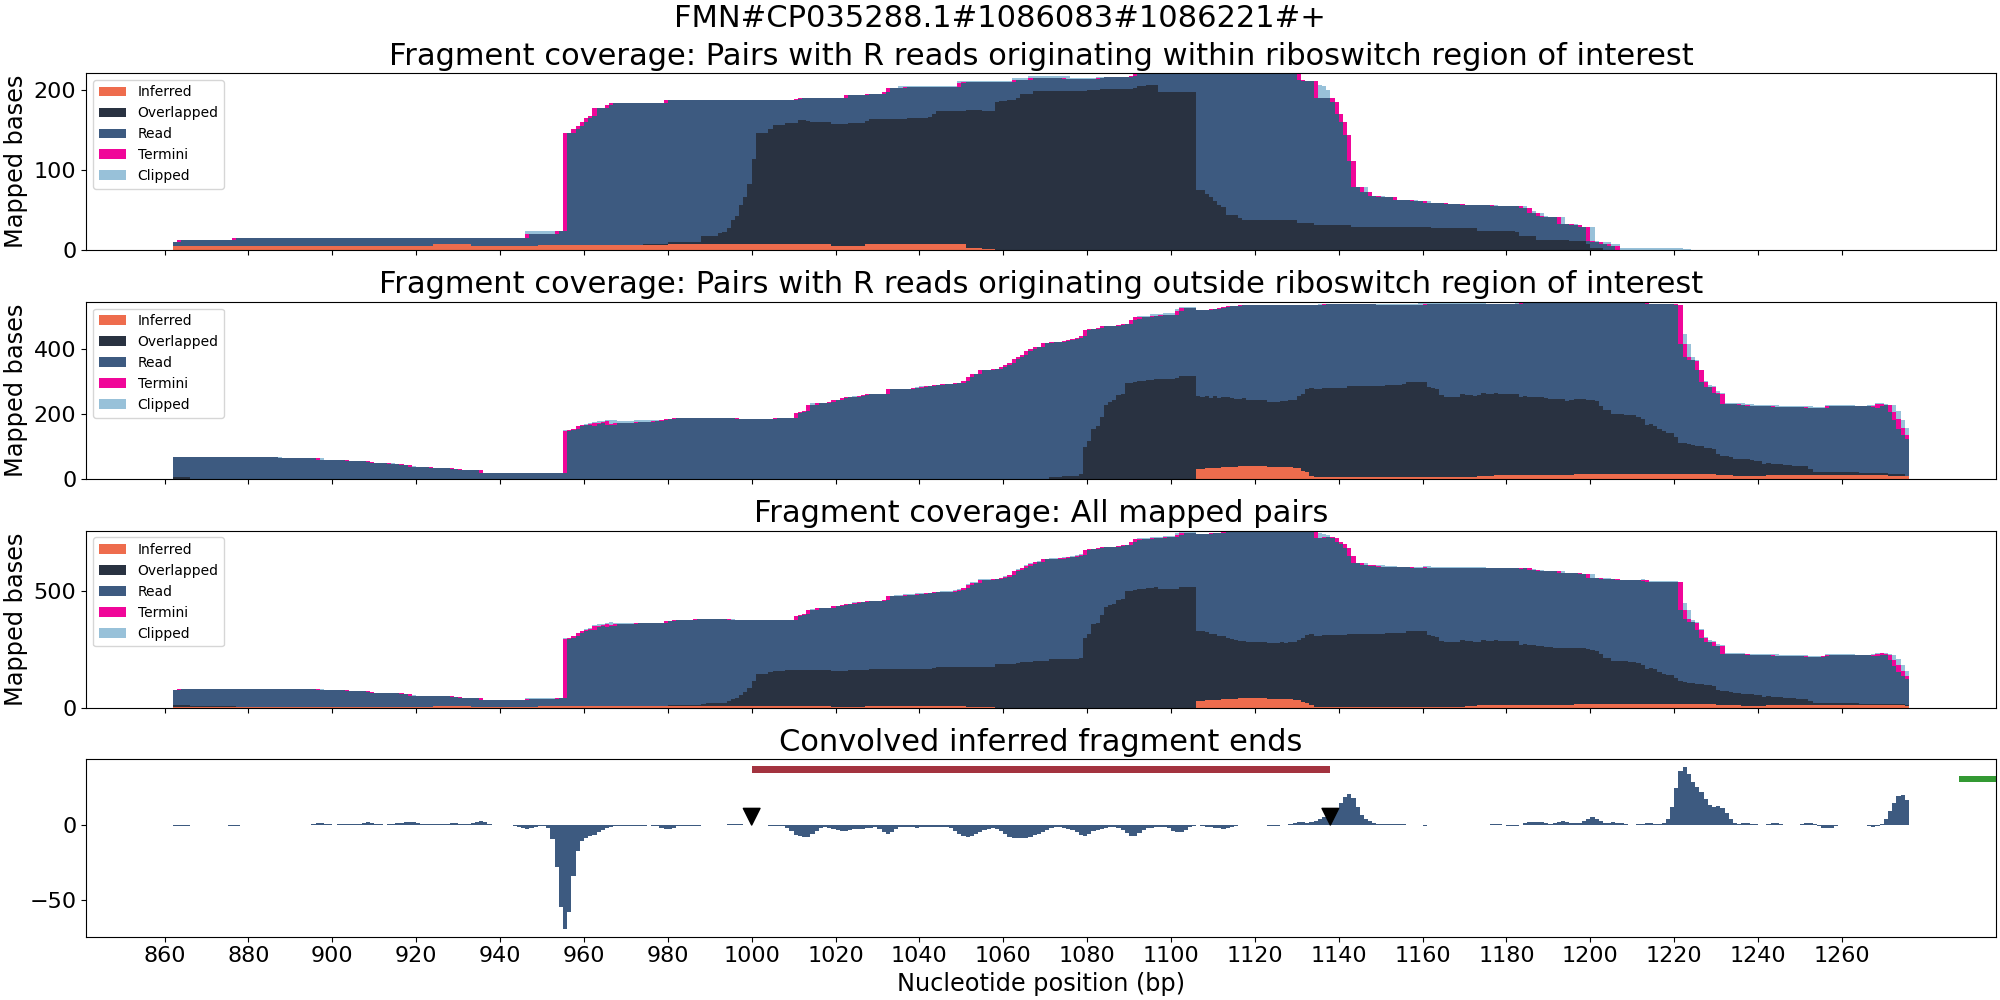 FMN#CP035288.1#1086083#1086221#+
Fragment coverage: Pairs with R reads originating within riboswitch region of interest
Mapped bases
200
100
0
Inferred
Overlapped
Read
Termini
Clipped
Fragment coverage: Pairs with R reads originating outside riboswitch region of interest
Mapped bases
400
200
0
Inferred
Overlapped
Read
Termini
Clipped
Fragment coverage: All mapped pairs
Mapped bases
500
0
Inferred
Overlapped
Read
Termini
Clipped
Convolved inferred fragment ends
0
−50
860 880 900 920 940 960 980 1000 1020 1040 1060 1080 1100 1120 1140 1160 1180 1200 1220 1240 1260
Nucleotide position (bp)